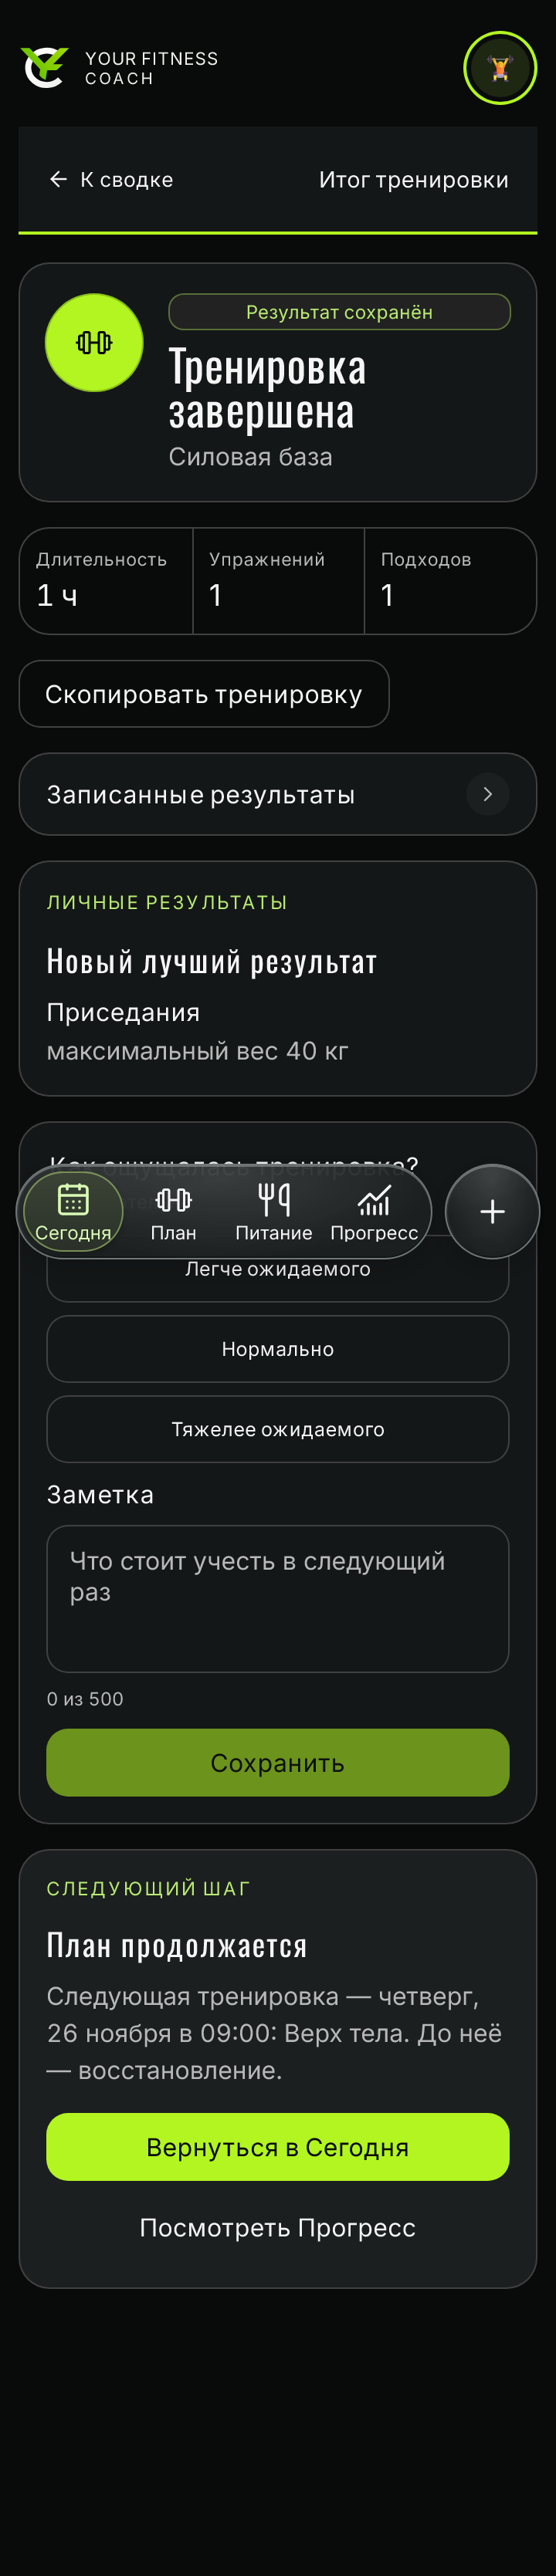 YOUR FITNESS
COACH
К сводке
Итог тренировки
Результат сохранён
Тренировка
завершена
Силовая база
Длительность
1 ч
Упражнений
1
Подходов
1
Скопировать тренировку
Записанные результаты
ЛИЧНЫЕ РЕЗУЛЬТАТЫ
Новый лучший результат
Приседания
максимальный вес 40 кг
Как ощущалась тренировка?
Сегодня
План
Питание
Прогресс
Легче ожидаемого
Нормально
Тяжелее ожидаемого
Заметка
Что стоит учесть в следующий
раз
0 из 500
Сохранить
СЛЕДУЮЩИЙ ШАГ
План продолжается
Следующая тренировка — четверг,
26 ноября в 09:00: Верх тела. До неё
— восстановление.
Вернуться в Сегодня
Посмотреть Прогресс